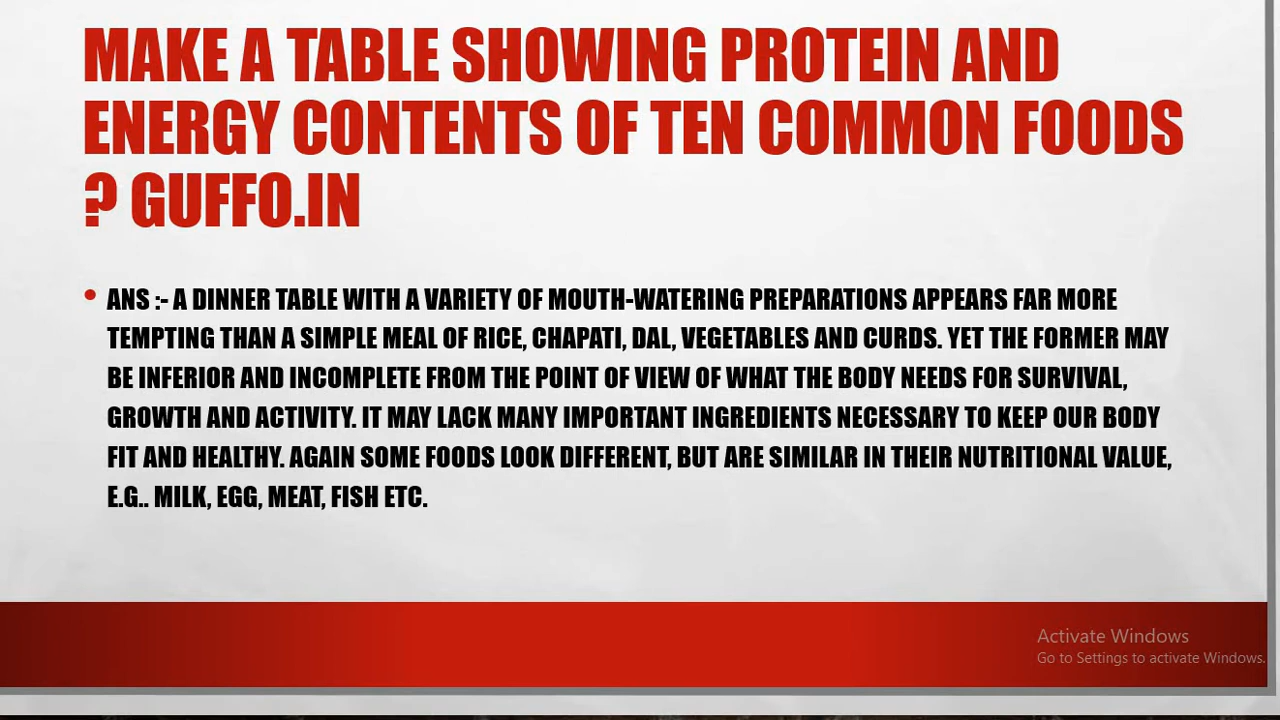 MAKE A TABLE SHOWING PROTEIN AND
ENERGY CONTENTS OF TEN COMMON FOODS
? GUFFO.IN
• ANS :- A DINNER TABLE WITH A VARIETY OF MOUTH-WATERING PREPARATIONS APPEARS FAR MORE
TEMPTING THAN A SIMPLE MEAL OF RICE, CHAPATI, DAL, VEGETABLES AND CURDS. YET THE FORMER MAY
BE INFERIOR AND INCOMPLETE FROM THE POINT OF VIEW OF WHAT THE BODY NEEDS FOR SURVIVAL,
GROWTH AND ACTIVITY. IT MAY LACK MANY IMPORTANT INGREDIENTS NECESSARY TO KEEP OUR BODY
FIT AND HEALTHY. AGAIN SOME FOODS LOOK DIFFERENT, BUT ARE SIMILAR IN THEIR NUTRITIONAL VALUE,
E.G.. MILK, EGG, MEAT, FISH ETC.
Activate Windows
Go to Settings to activate Windows.